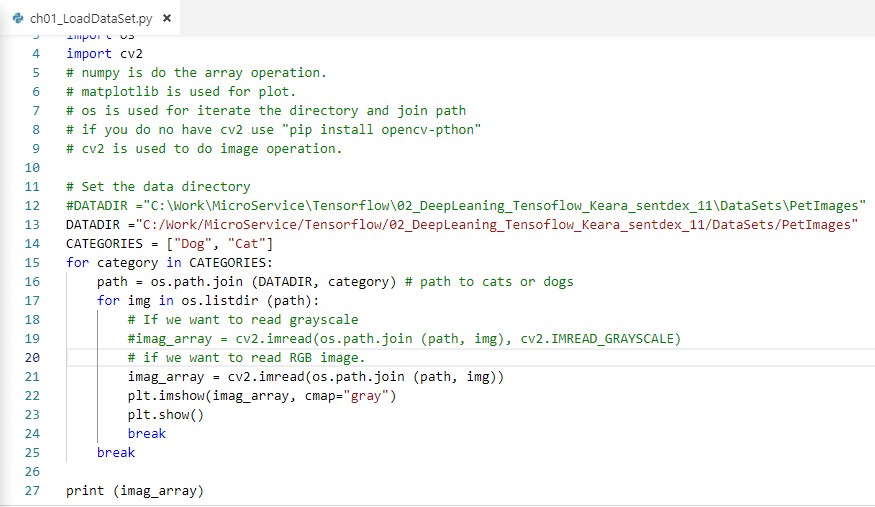 ch01_LoadDataSet.py ×
3 import os
4 import cv2
5 # numpy is do the array operation.
6 # matplotlib is used for plot.
7 # os is used for iterate the directory and join path
8 # if you do no have cv2 use "pip install opencv-pthon"
9 # cv2 is used to do image operation.
10
11 # Set the data directory
12 #DATADIR ="C:\Work\MicroService\Tensorflow\02_DeepLeaning_Tensoflow_Keara_sentdex_11\DataSets\PetImages"
13 DATADIR ="C:/Work/MicroService/Tensorflow/02_DeepLeaning_Tensoflow_Keara_sentdex_11/DataSets/PetImages"
14 CATEGORIES = ["Dog", "Cat"]
15 for category in CATEGORIES:
16     path = os.path.join (DATADIR, category) # path to cats or dogs
17     for img in os.listdir (path):
18         # If we want to read grayscale
19         #imag_array = cv2.imread(os.path.join (path, img), cv2.IMREAD_GRAYSCALE)
20         # if we want to read RGB image.
21         imag_array = cv2.imread(os.path.join (path, img))
22         plt.imshow(imag_array, cmap="gray")
23         plt.show()
24         break
25     break
26
27 print (imag_array)